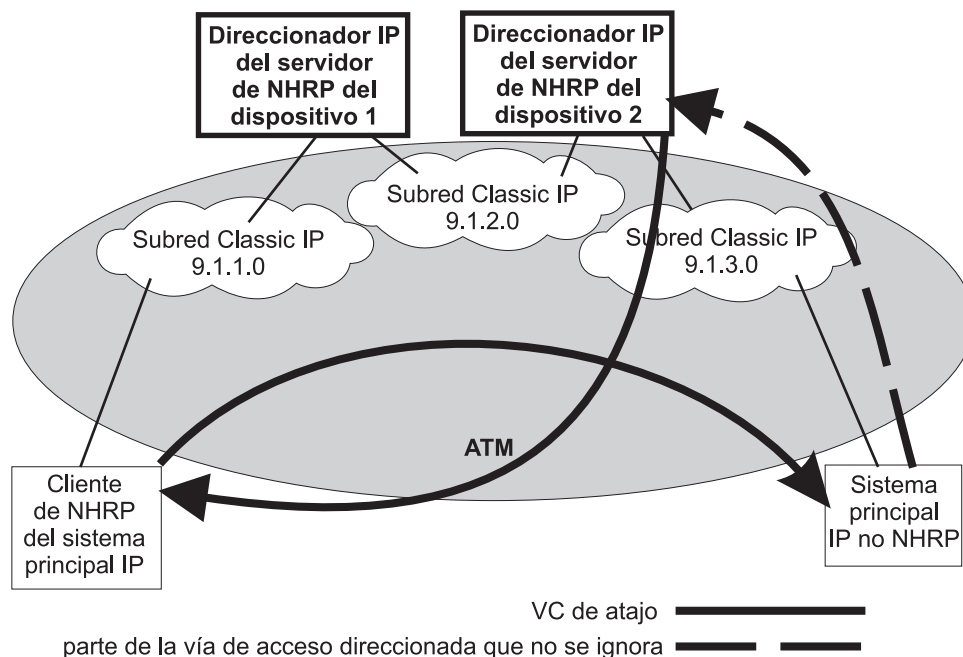 Direccionador IP
del servidor
de NHRP del
dispositivo 1
Direccionador IP
del servidor
de NHRP del
dispositivo 2
Subred Classic IP
9.1.1.0
Subred Classic IP
9.1.2.0
Subred Classic IP
9.1.3.0
ATM
Cliente
de NHRP
del sistema
principal IP
Sistema
principal
IP no NHRP
VC de atajo
parte de la vía de acceso direccionada que no se ignora